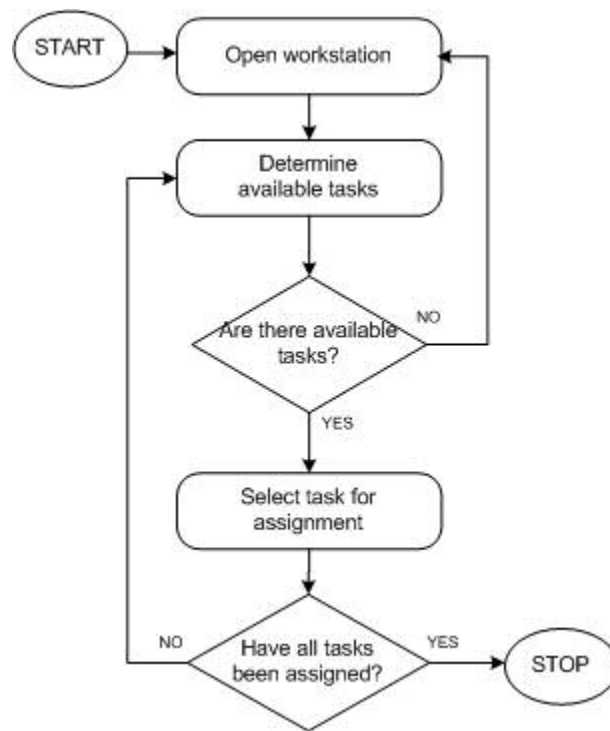 START
Open workstation
Determine
available tasks
Are there available
tasks?
NO
YES
Select task for
assignment
NO
Have all tasks
been assigned?
YES
STOP